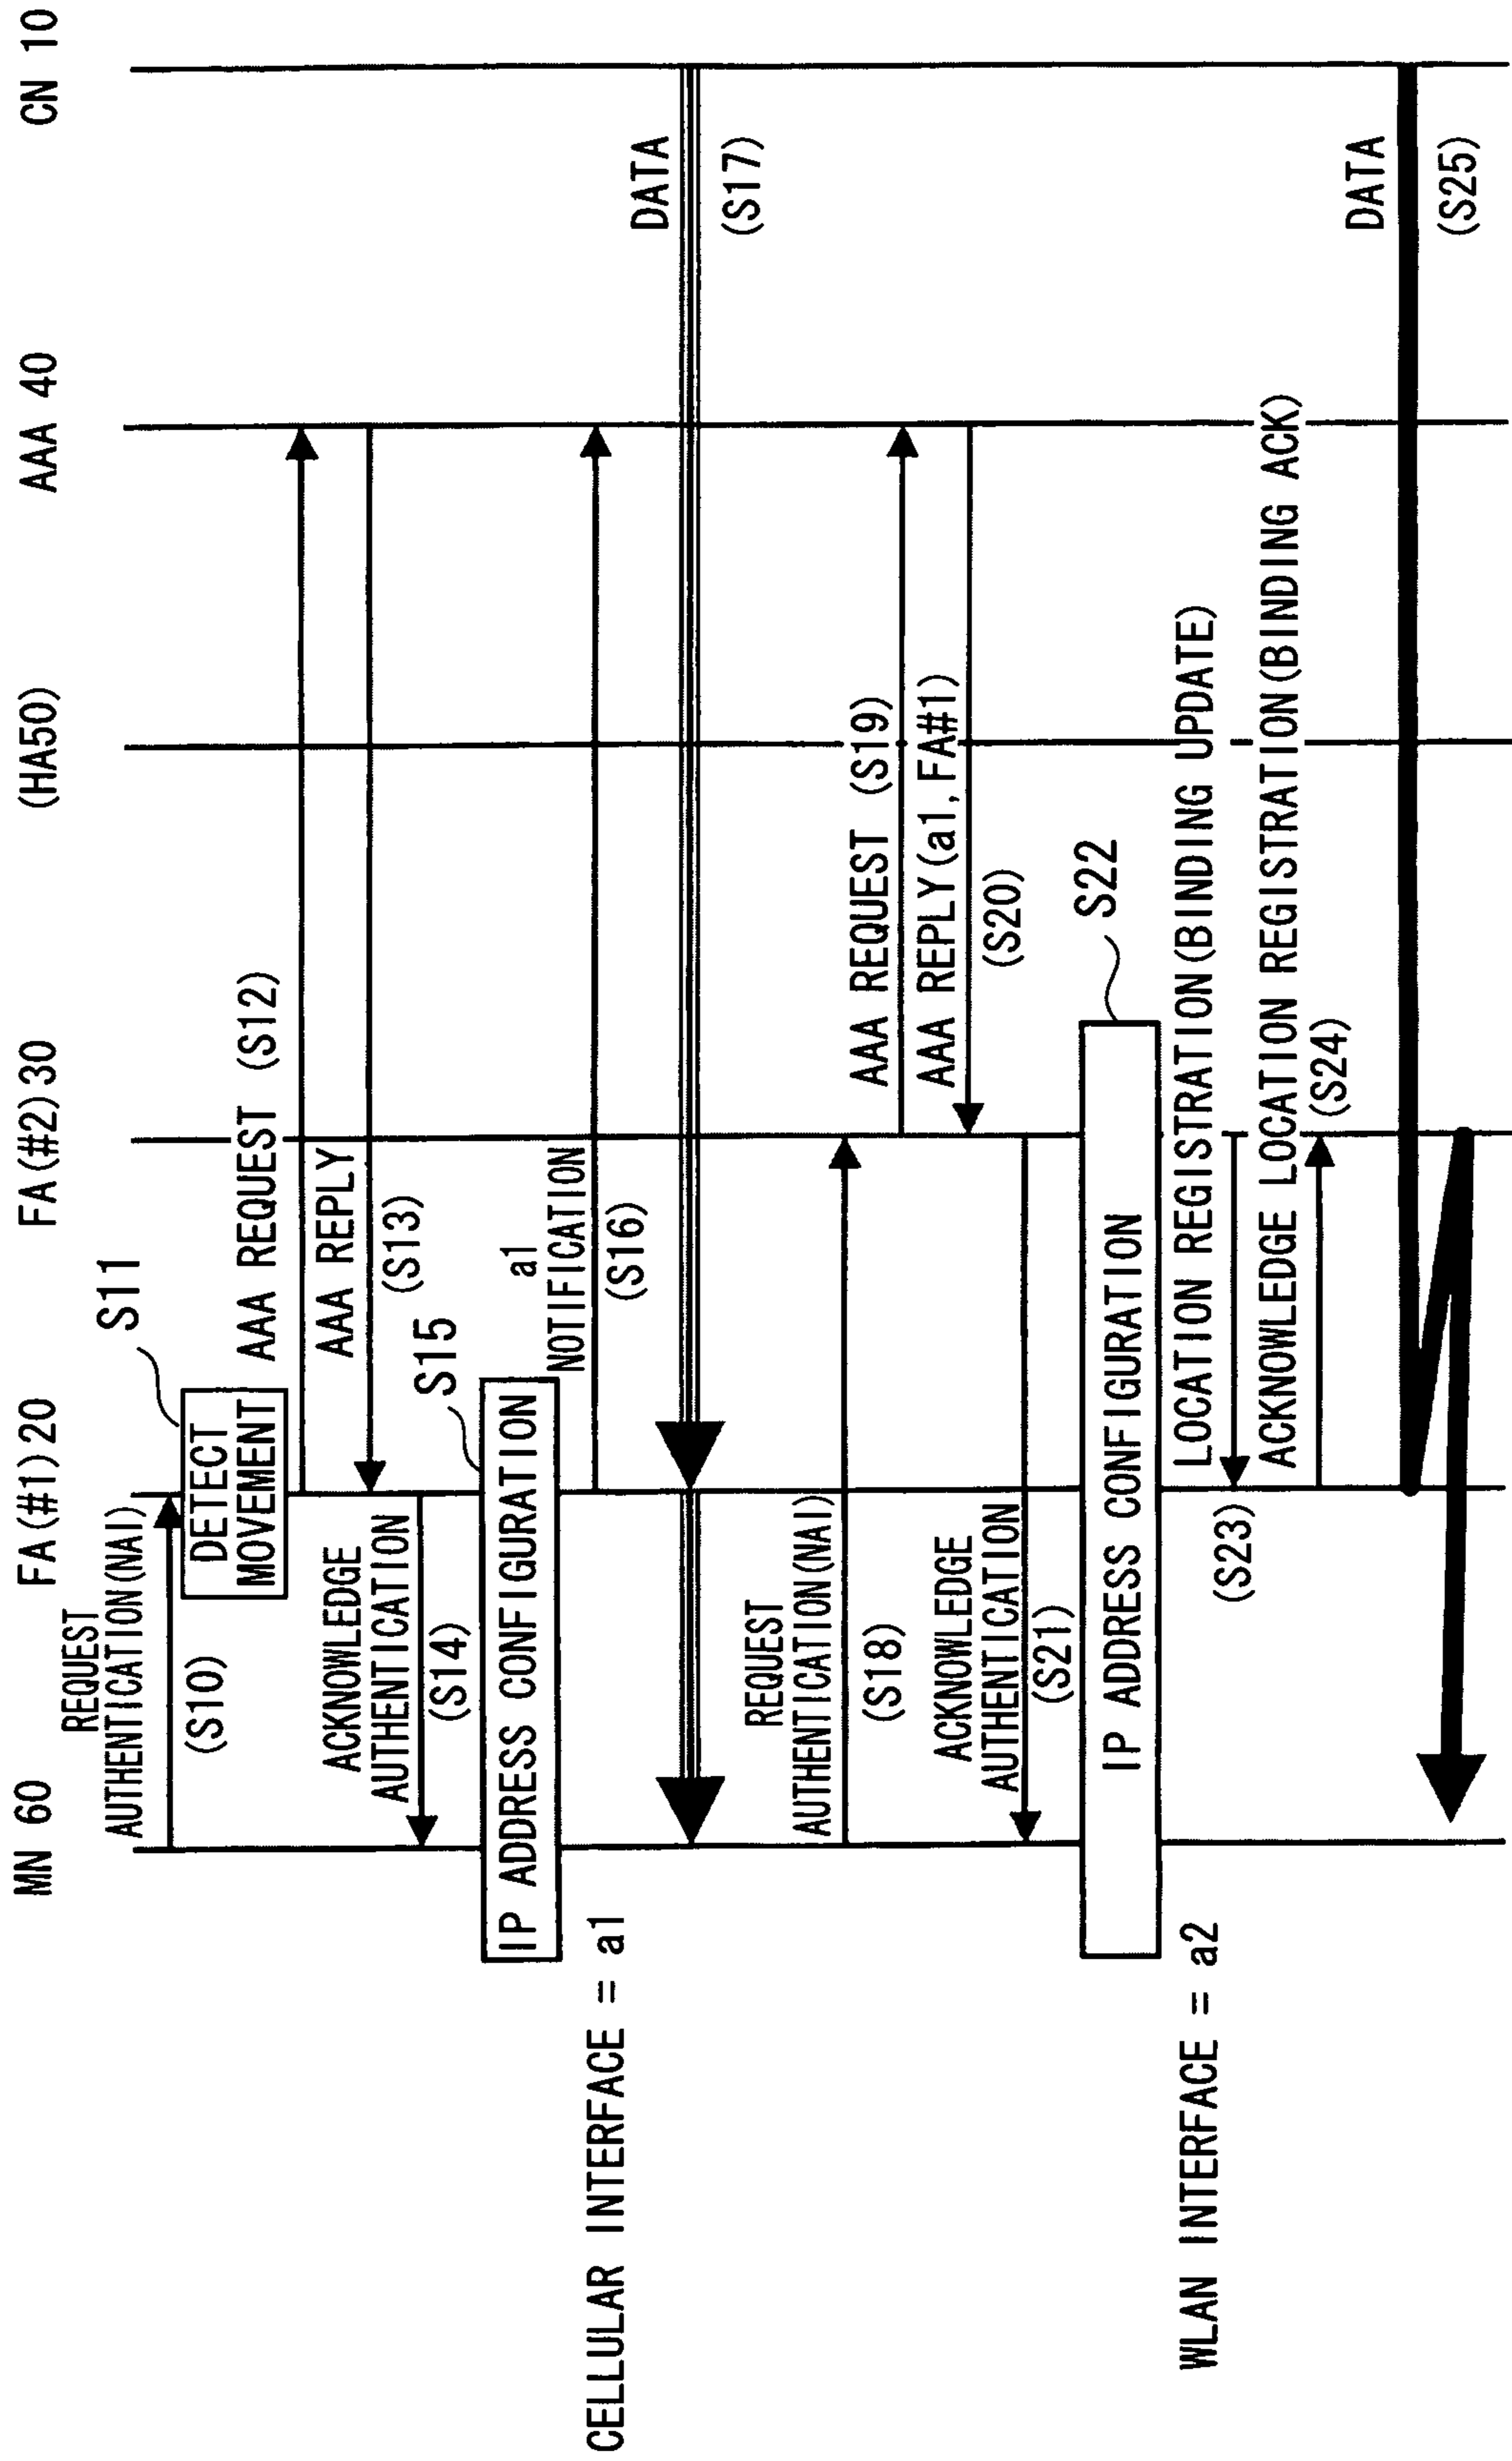 MN 60
FA(#1)20
FA(#2)30
(HA50)
AAA 40
CN 10
REQUEST
AUTHENTICATION(NAI)
(S10)
S11
DETECT
MOVEMENT
AAA REQUEST (S12)
AAA REPLY
(S13)
ACKNOWLEDGE
AUTHENTICATION
(S14)
S15
IP ADDRESS CONFIGURATION
CELLULAR INTERFACE = a1
a1
NOTIFICATION
(S16)
DATA
(S17)
REQUEST
AUTHENTICATION(NAI)
(S18)
AAA REQUEST (S19)
AAA REPLY(a1,FA#1)
(S20)
ACKNOWLEDGE
AUTHENTICATION
(S21)
S22
IP ADDRESS CONFIGURATION
WLAN INTERFACE = a2
LOCATION REGISTRATION(BINDING UPDATE)
(S23)
ACKNOWLEDGE LOCATION REGISTRATION(BINDING ACK)
(S24)
DATA
(S25)